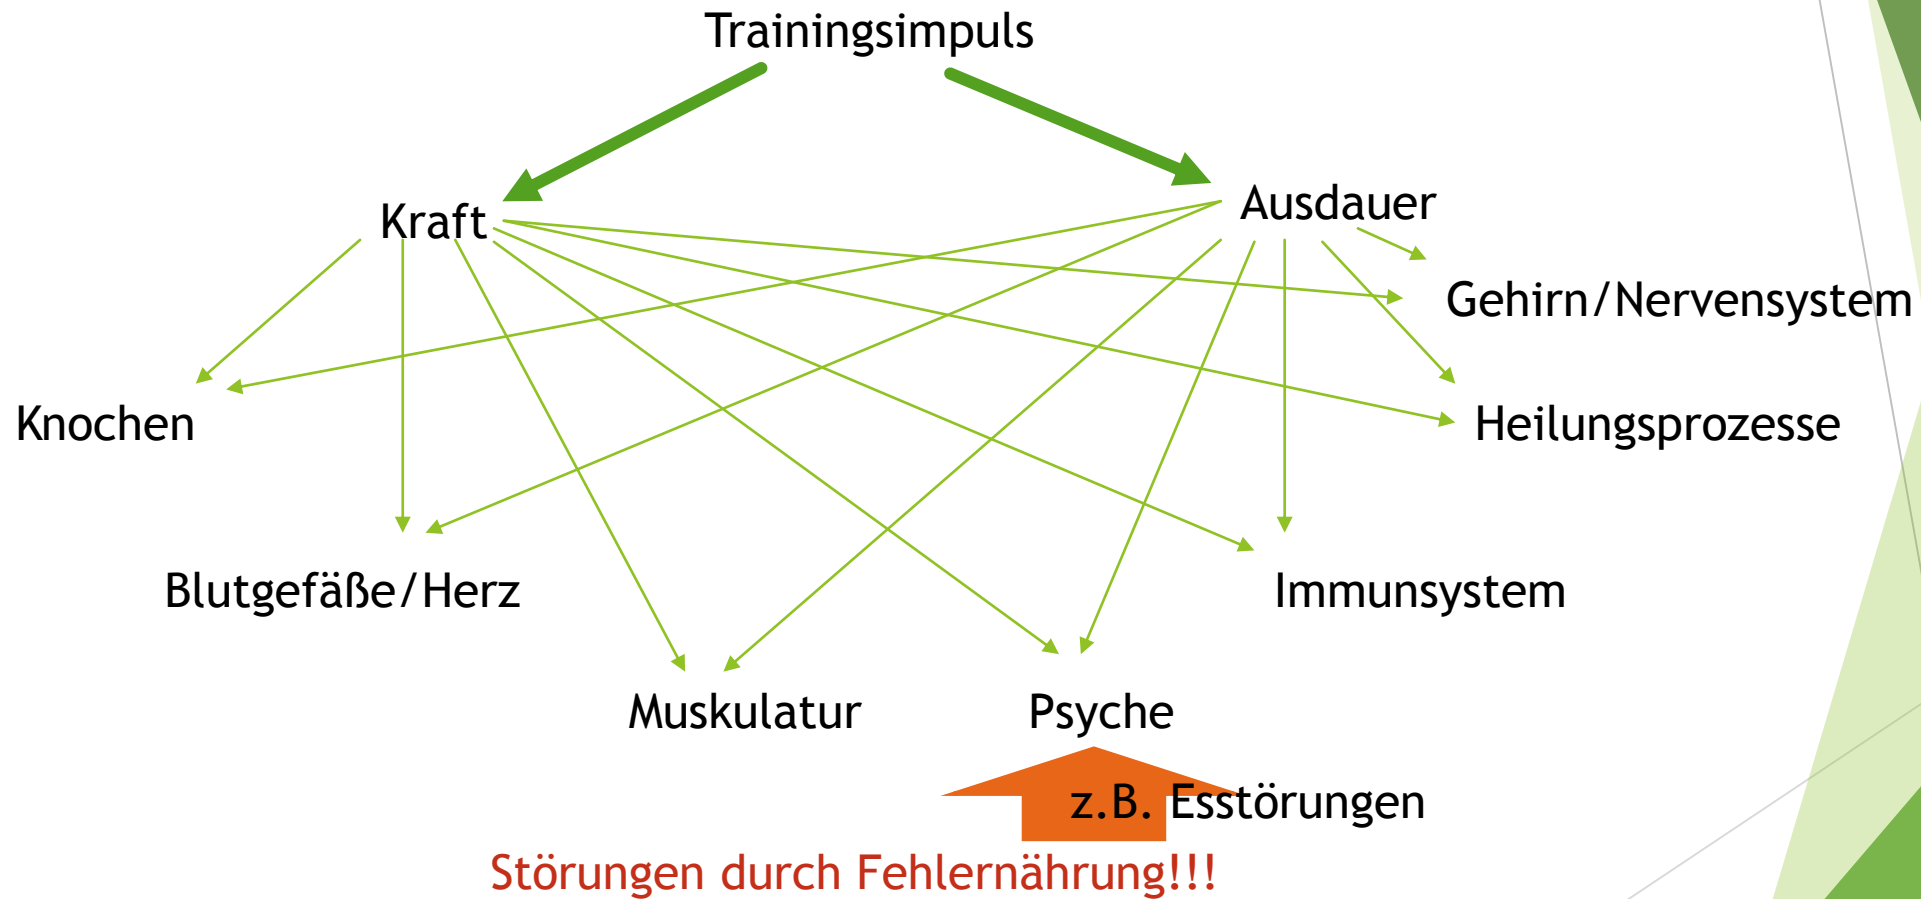 Trainingsimpuls
Kraft
Ausdauer
Gehirn/Nervensystem
Knochen
Heilungsprozesse
Blutgefäße/Herz
Immunsystem
Muskulatur
Psyche
z.B. Esstörungen
Störungen durch Fehlernährung!!!